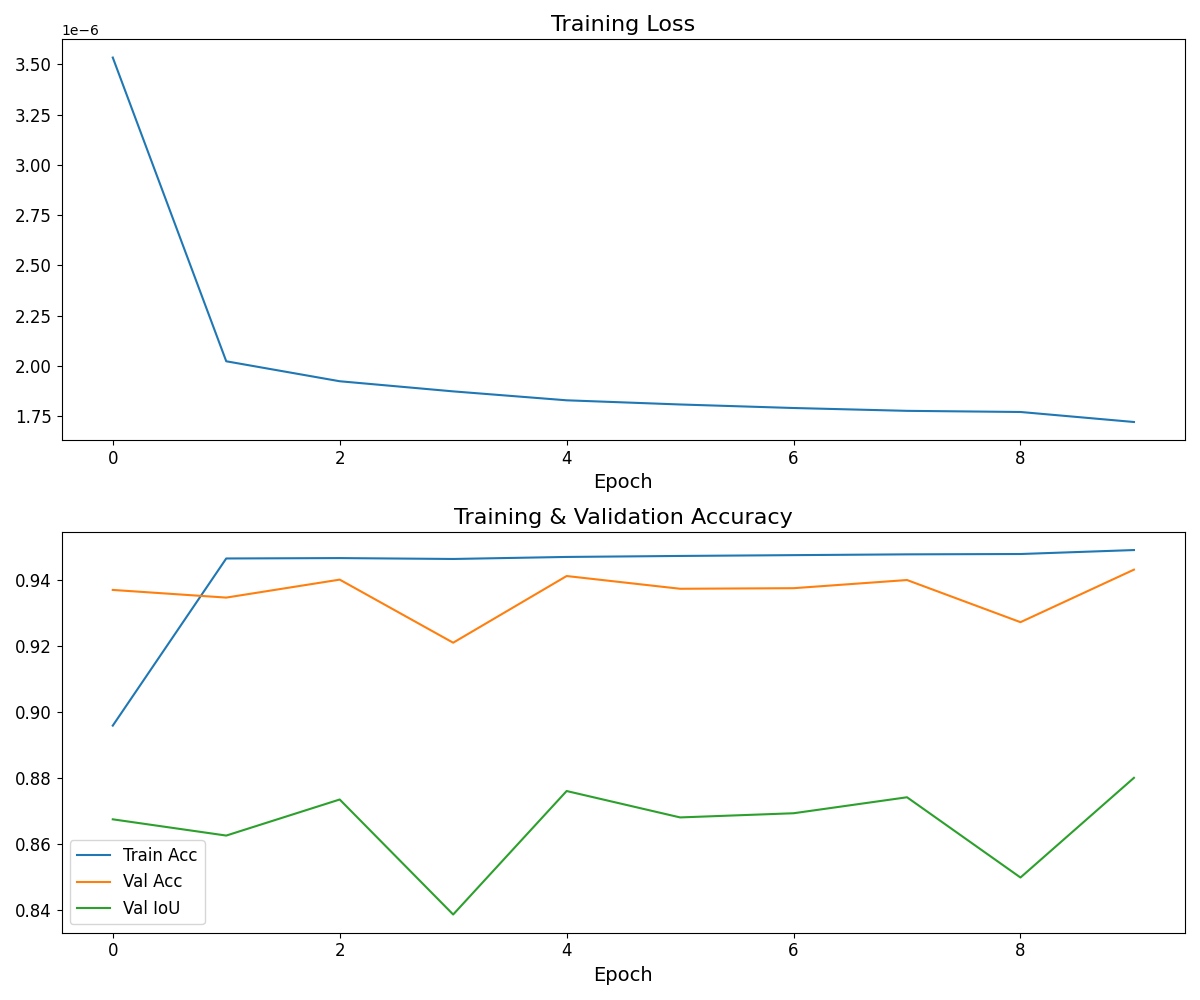 Training Loss
1e−6
3.50
3.25
3.00
2.75
2.50
2.25
2.00
1.75
0 2 4 6 8
Epoch
Training & Validation Accuracy
0.94
0.92
0.90
0.88
0.86
0.84
Train Acc
Val Acc
Val IoU
0 2 4 6 8
Epoch